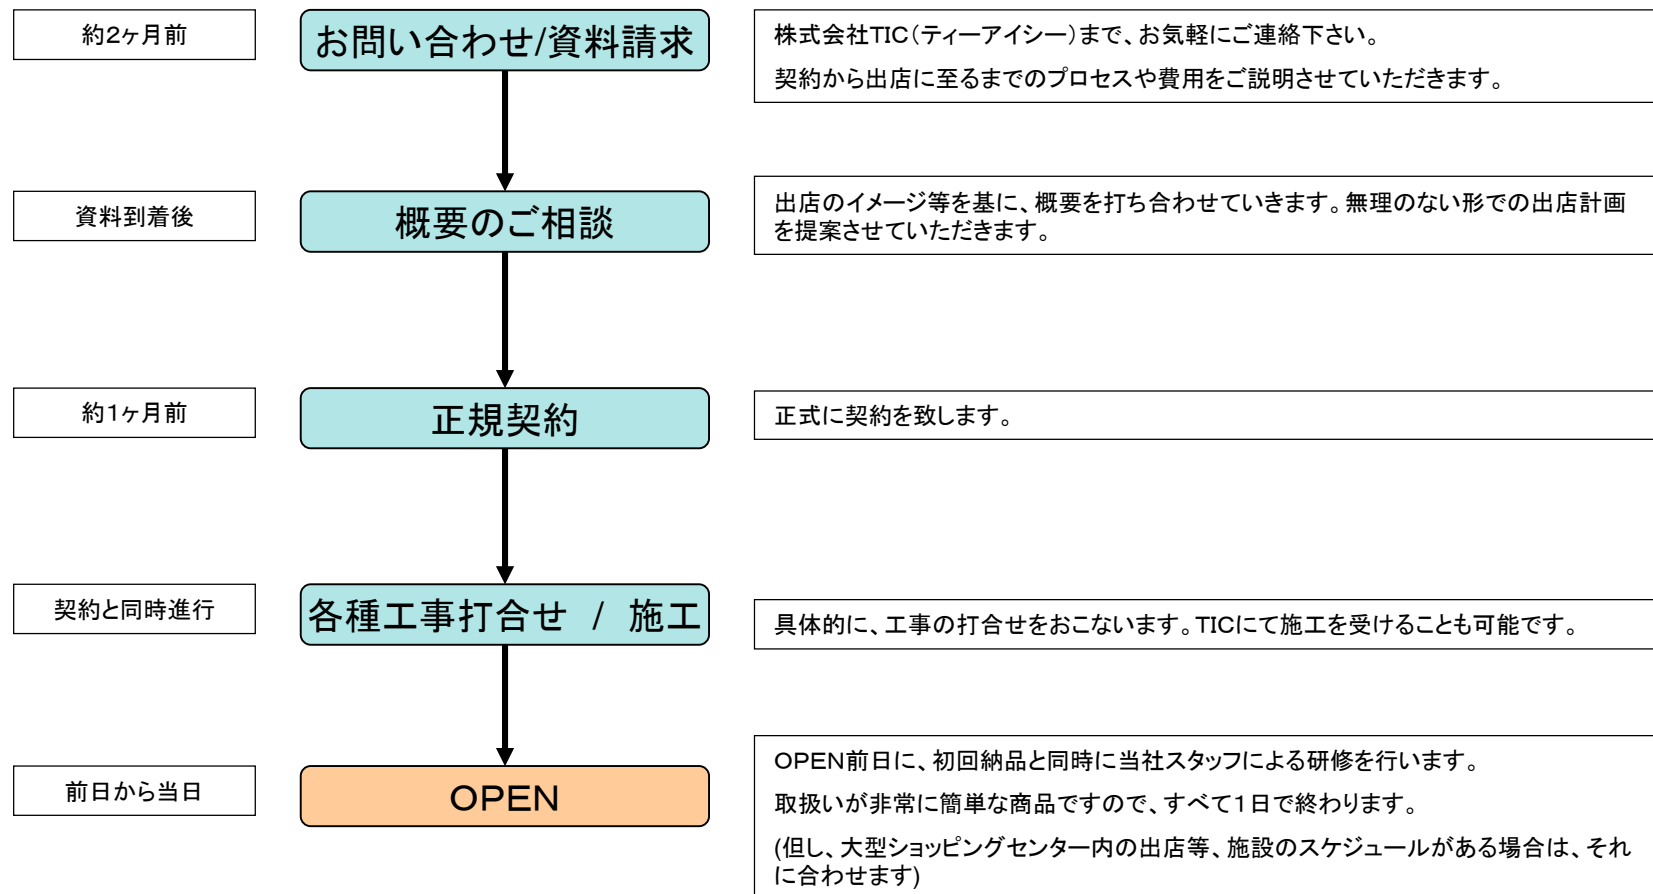 約2ヶ月前
お問い合わせ/資料請求
株式会社TIC(ティーアイシー)まで、お気軽にご連絡下さい。
契約から出店に至るまでのプロセスや費用をご説明させていただきます。
資料到着後
概要のご相談
出店のイメージ等を基に、概要を打ち合わせていきます。無理のない形での出店計画
を提案させていただきます。
約1ヶ月前
正規契約
正式に契約を致します。
契約と同時進行
各種工事打合せ / 施工
具体的に、工事の打合せをおこないます。TICにて施工を受けることも可能です。
前日から当日
OPEN
OPEN前日に、初回納品と同時に当社スタッフによる研修を行います。
取扱いが非常に簡単な商品ですので、すべて1日で終わります。
(但し、大型ショッピングセンター内の出店等、施設のスケジュールがある場合は、それ
に合わせます)